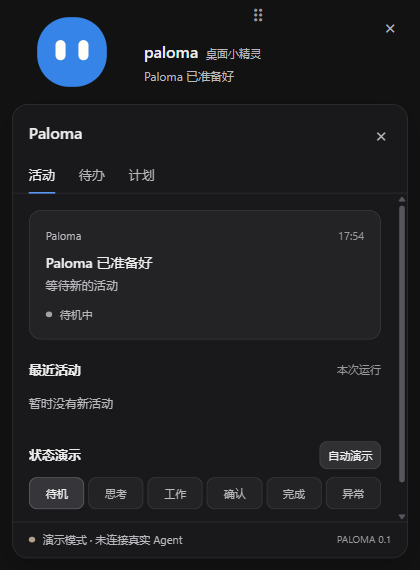 paloma 桌面小精灵
Paloma 已准备好
Paloma
活动 待办 计划
Paloma 17:54
Paloma 已准备好
等待新的活动
待机中
最近活动 本次运行
暂时没有新活动
状态演示 自动演示
待机 思考 工作 确认 完成 异常
演示模式 · 未连接真实 Agent PALOMA 0.1